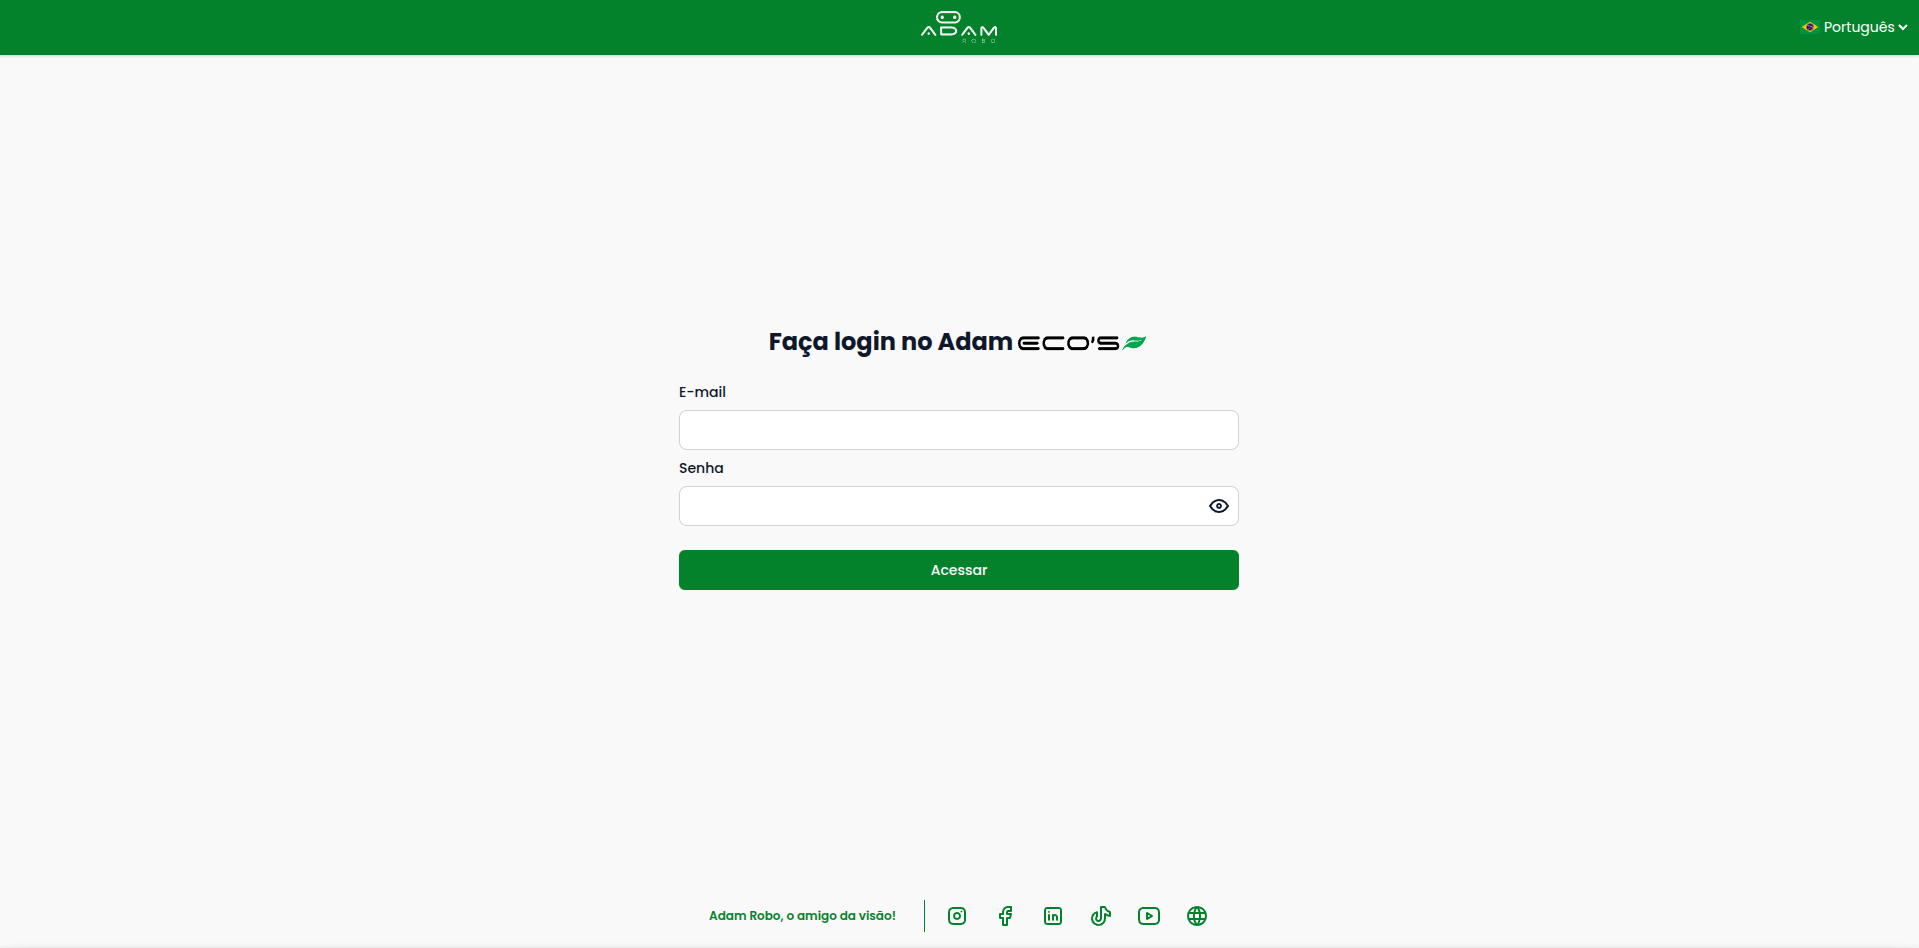 ADAM
ROBO
Português
Faça login no Adam ECO'S
E-mail
Senha
Acessar
Adam Robo, o amigo da visão!